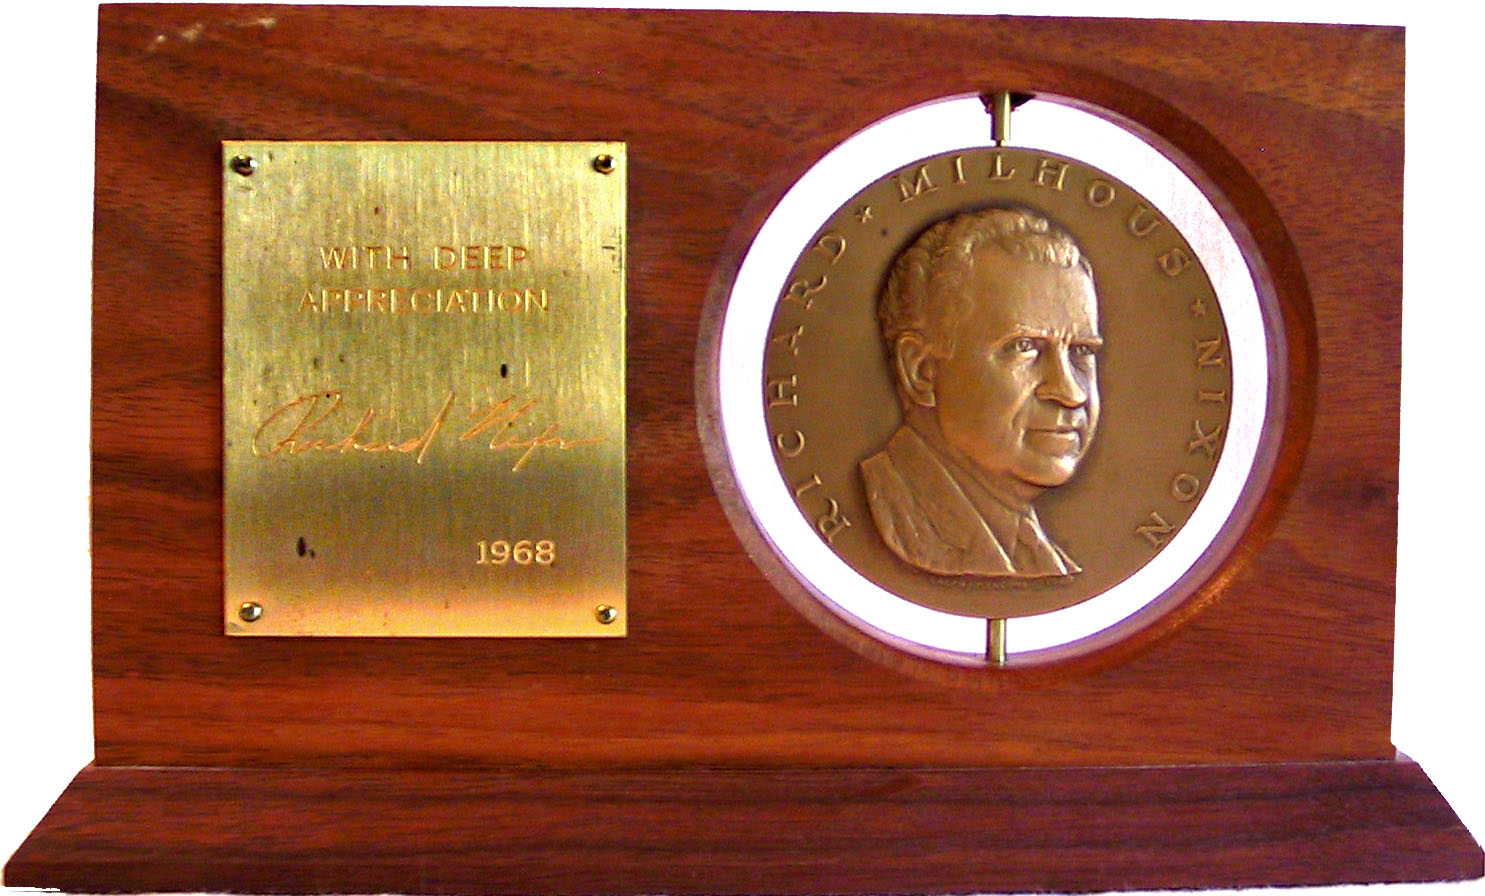 WITH DEEP
APPRECIATION
Richard Nixon
1968
RICHARD ★ MILHOUS ★ NIXON